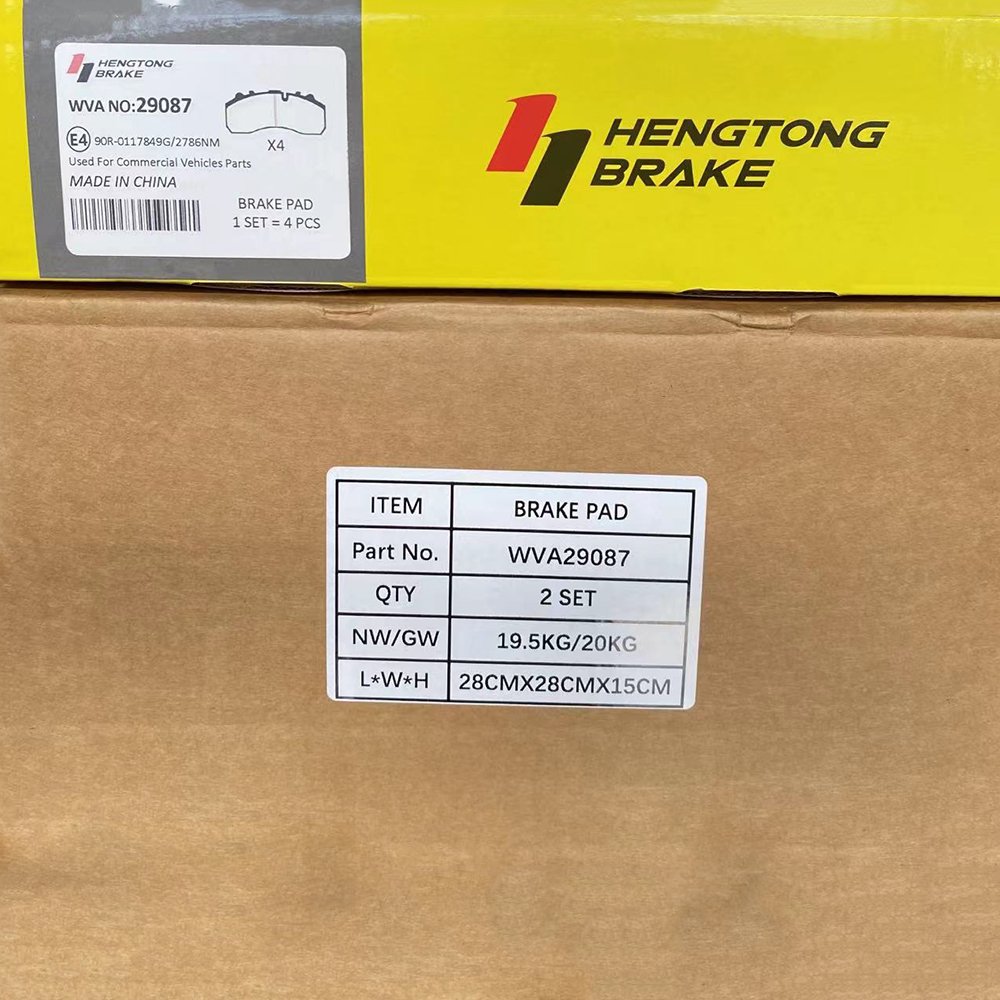 HENGTONG
BRAKE
WVA NO:29087
E4 90R-0117849G/2786NM
X4
Used For Commercial Vehicles Parts
MADE IN CHINA
BRAKE PAD
1 SET = 4 PCS
HENGTONG
BRAKE
ITEM BRAKE PAD
Part No. WVA29087
QTY 2 SET
NW/GW 19.5KG/20KG
L*W*H 28CMX28CMX15CM